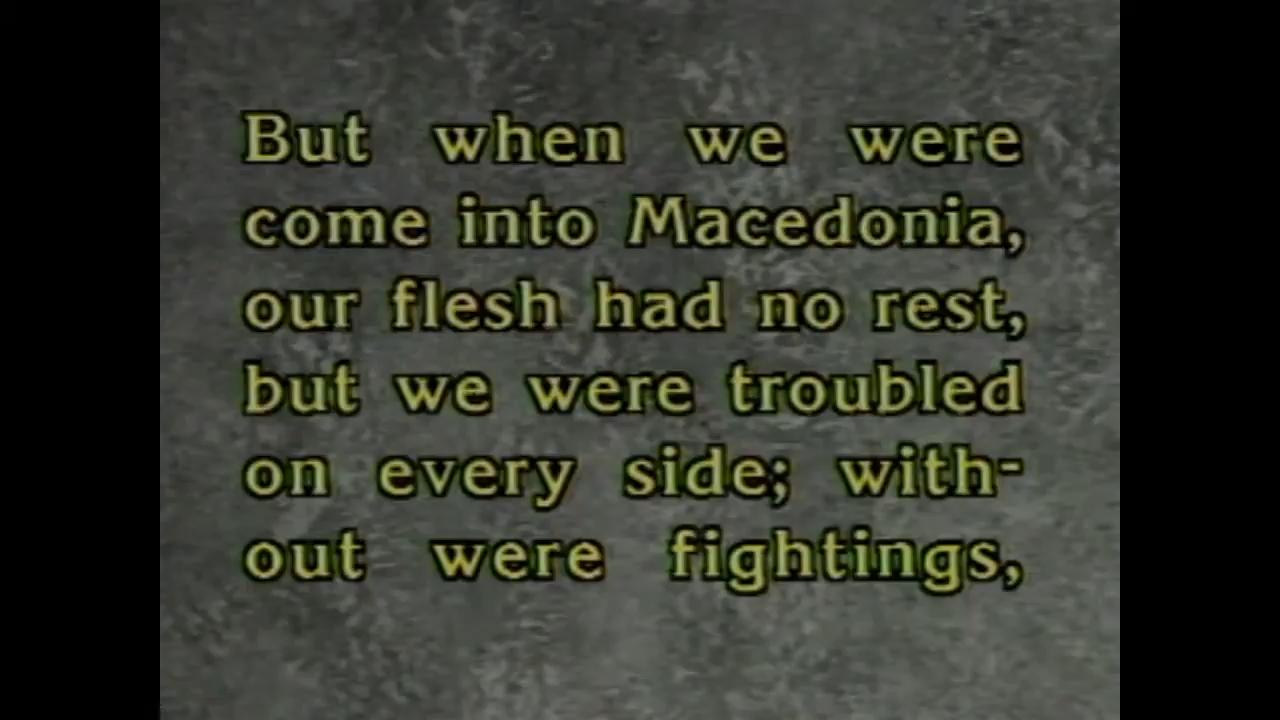 But when we were
come into Macedonia,
our flesh had no rest,
but we were troubled
on every side; with-
out were fightings,